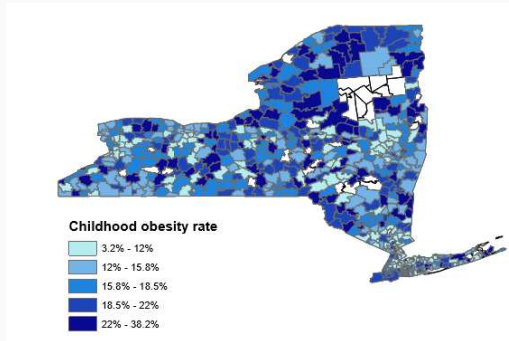 Childhood obesity rate
3.2% - 12%
12% - 15.8%
15.8% - 18.5%
18.5% - 22%
22% - 38.2%